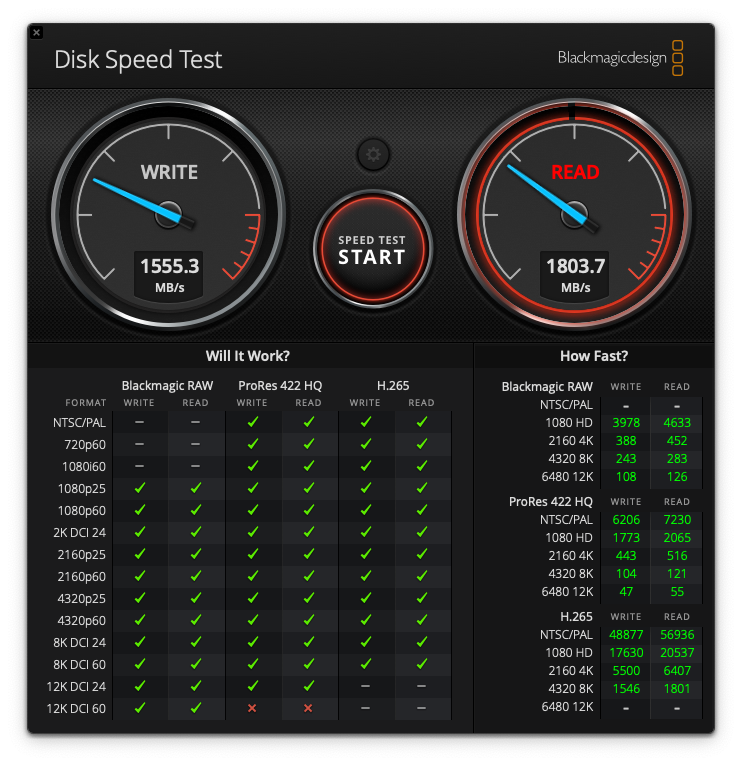 Disk Speed Test
Blackmagicdesign
WRITE
1555.3
MB/s
SPEED TEST
START
READ
1803.7
MB/s
Will It Work?
Blackmagic RAW ProRes 422 HQ H.265
FORMAT WRITE READ WRITE READ WRITE READ
NTSC/PAL – – ✓ ✓ ✓ ✓
720p60 – – ✓ ✓ ✓ ✓
1080i60 – – ✓ ✓ ✓ ✓
1080p25 ✓ ✓ ✓ ✓ ✓ ✓
1080p60 ✓ ✓ ✓ ✓ ✓ ✓
2K DCI 24 ✓ ✓ ✓ ✓ ✓ ✓
2160p25 ✓ ✓ ✓ ✓ ✓ ✓
2160p60 ✓ ✓ ✓ ✓ ✓ ✓
4320p25 ✓ ✓ ✓ ✓ ✓ ✓
4320p60 ✓ ✓ ✓ ✓ ✓ ✓
8K DCI 24 ✓ ✓ ✓ ✓ ✓ ✓
8K DCI 60 ✓ ✓ ✓ ✓ ✓ ✓
12K DCI 24 ✓ ✓ ✓ ✓ – –
12K DCI 60 ✓ ✓ × × – –
How Fast?
Blackmagic RAW WRITE READ
NTSC/PAL – –
1080 HD 3978 4633
2160 4K 388 452
4320 8K 243 283
6480 12K 108 126
ProRes 422 HQ WRITE READ
NTSC/PAL 6206 7230
1080 HD 1773 2065
2160 4K 443 516
4320 8K 104 121
6480 12K 47 55
H.265 WRITE READ
NTSC/PAL 48877 56936
1080 HD 17630 20537
2160 4K 5500 6407
4320 8K 1546 1801
6480 12K – –